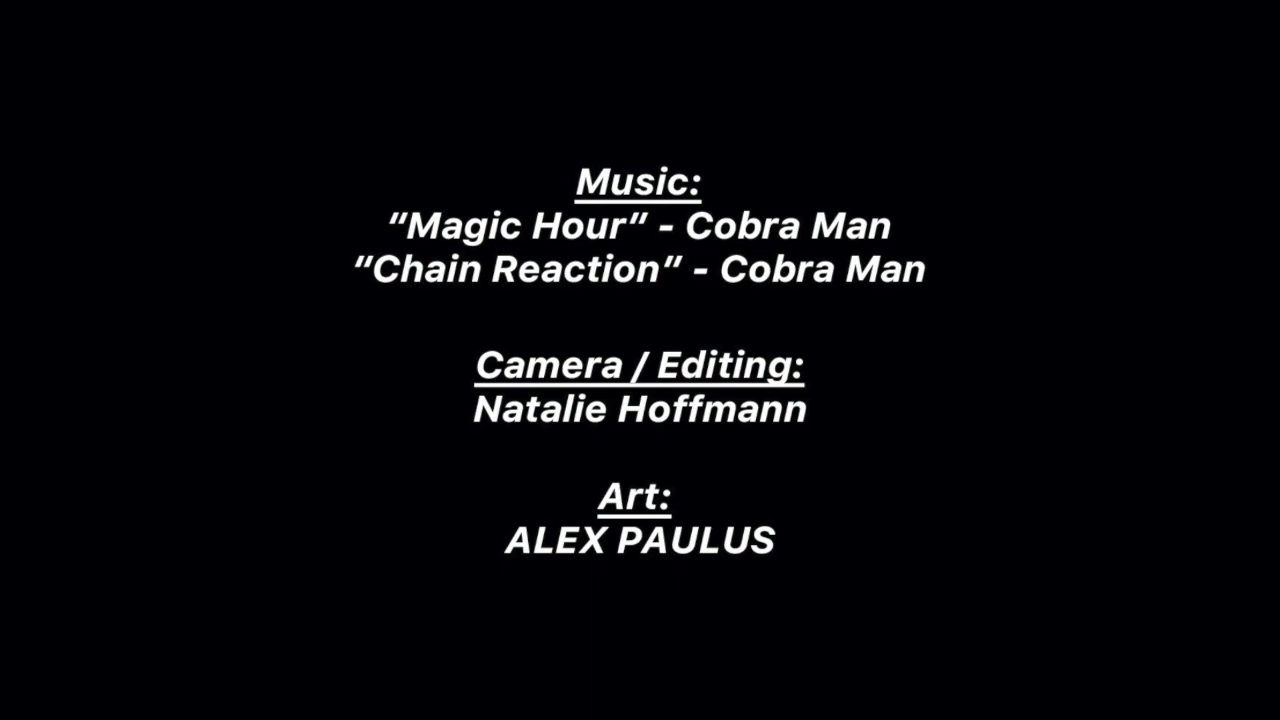 Music:
“Magic Hour” - Cobra Man
“Chain Reaction” - Cobra Man
Camera / Editing:
Natalie Hoffmann
Art:
ALEX PAULUS